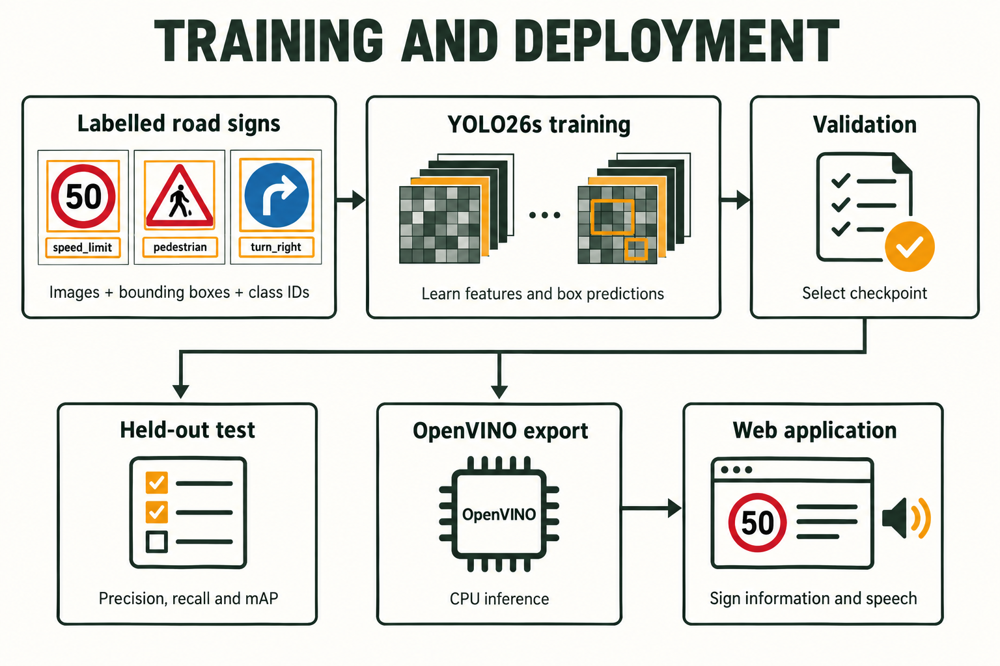 TRAINING AND DEPLOYMENT
Labelled road signs
50
speed_limit
pedestrian
turn_right
Images + bounding boxes + class IDs
YOLO26s training
Learn features and box predictions
Validation
Select checkpoint
Held-out test
Precision, recall and mAP
OpenVINO export
OpenVINO
CPU inference
Web application
50
Sign information and speech